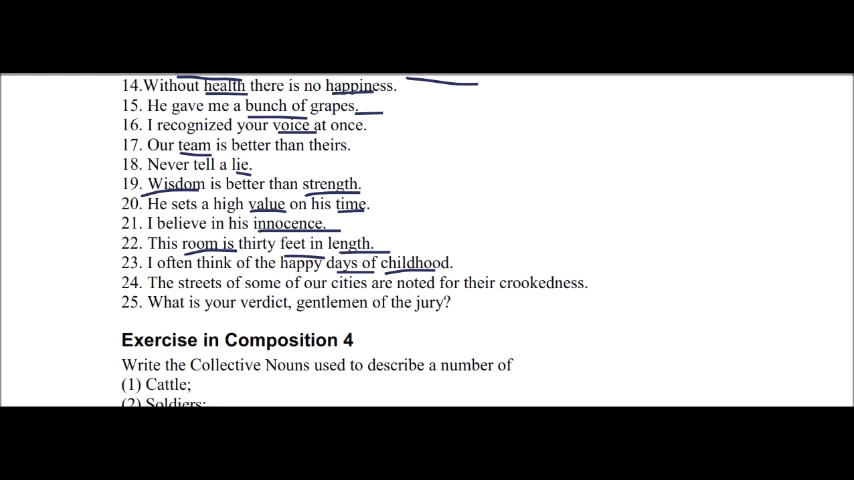 14.Without health there is no happiness.
15. He gave me a bunch of grapes.
16. I recognized your voice at once.
17. Our team is better than theirs.
18. Never tell a lie.
19. Wisdom is better than strength.
20. He sets a high value on his time.
21. I believe in his innocence.
22. This room is thirty feet in length.
23. I often think of the happy days of childhood.
24. The streets of some of our cities are noted for their crookedness.
25. What is your verdict, gentlemen of the jury?
Exercise in Composition 4
Write the Collective Nouns used to describe a number of
(1) Cattle;
(2) Soldiers;